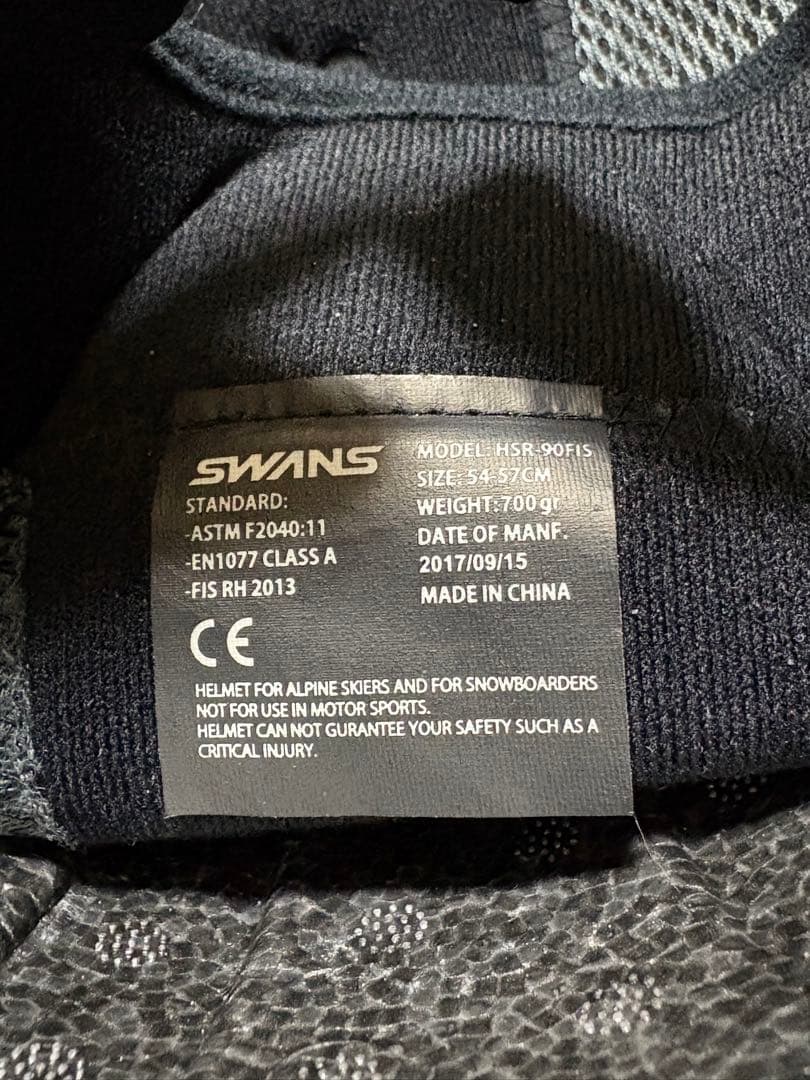 SWANS
STANDARD:
-ASTM F2040:11
-EN1077 CLASS A
-FIS RH 2013
CE
MODEL: HSR-90FIS
SIZE: 54-57CM
WEIGHT:700 gr
DATE OF MANF.
2017/09/15
MADE IN CHINA
HELMET FOR ALPINE SKIERS AND FOR SNOWBOARDERS
NOT FOR USE IN MOTOR SPORTS.
HELMET CAN NOT GURANTEE YOUR SAFETY SUCH AS A
CRITICAL INJURY.